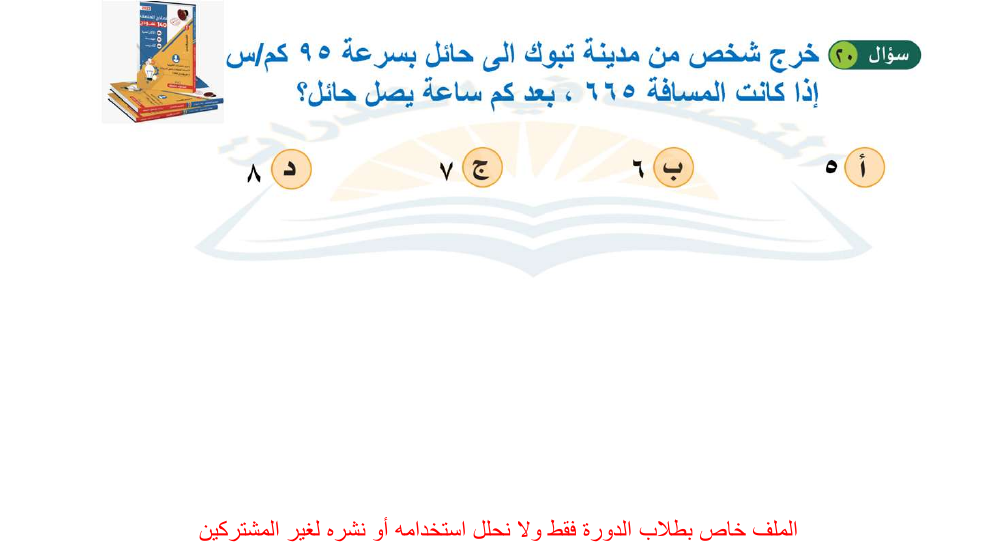 سؤال ٢٠ خرج شخص من مدينة تبوك الى حائل بسرعة ٩٥ كم/س
إذا كانت المسافة ٦٦٥ ، بعد كم ساعة يصل حائل؟
أ ٥ ب ٦ ج ٧ د ٨
الملف خاص بطلاب الدورة فقط ولا نحلل استخدامه أو نشره لغير المشتركين